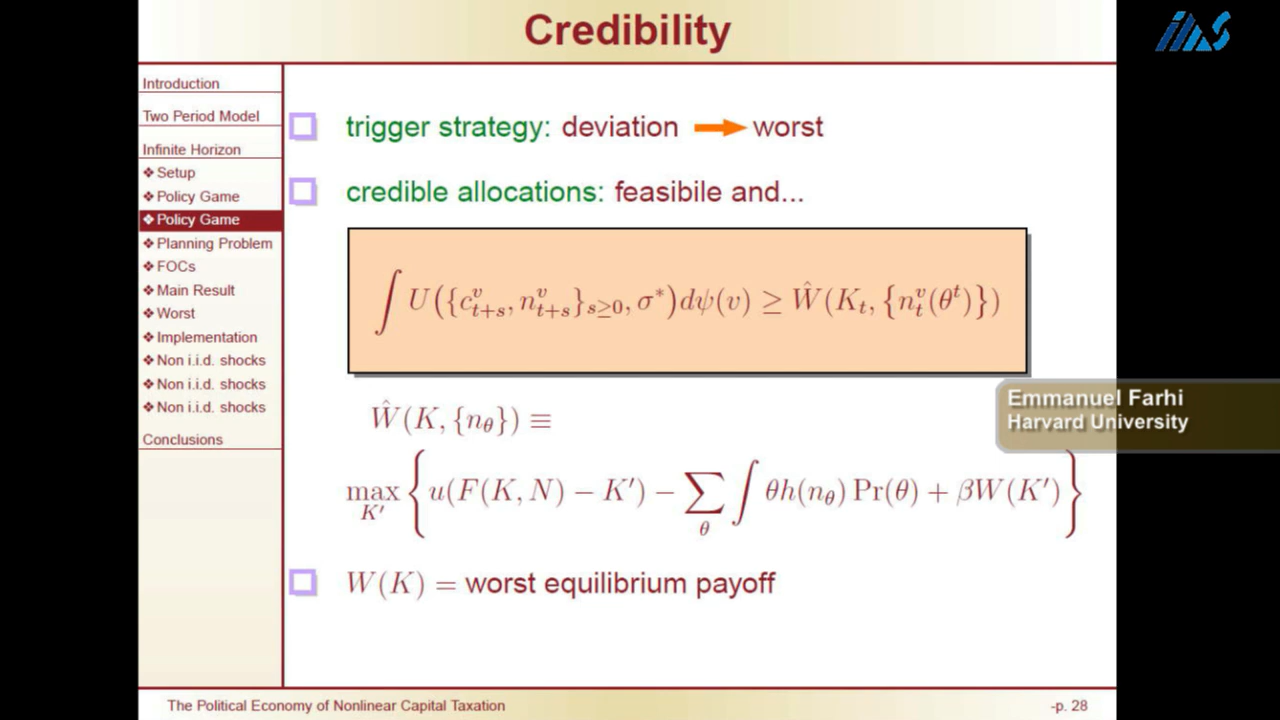 Credibility
IAS
Introduction
Two Period Model
Infinite Horizon
❖ Setup
❖ Policy Game
❖ Policy Game
❖ Planning Problem
❖ FOCs
❖ Main Result
❖ Worst
❖ Implementation
❖ Non i.i.d. shocks
❖ Non i.i.d. shocks
❖ Non i.i.d. shocks
Conclusions
trigger strategy: deviation → worst
credible allocations: feasibile and...
∫ U({c^v_{t+s}, n^v_{t+s}}_{s≥0}, σ*)dψ(v) ≥ Ŵ(K_t, {n^v_t(θ^t)})
Emmanuel Farhi
Harvard University
Ŵ(K, {n_θ}) ≡
max_{K'} { u(F(K, N) − K') − ∑_θ ∫ θh(n_θ) Pr(θ) + βW(K') }
W(K) = worst equilibrium payoff
The Political Economy of Nonlinear Capital Taxation
-p. 28